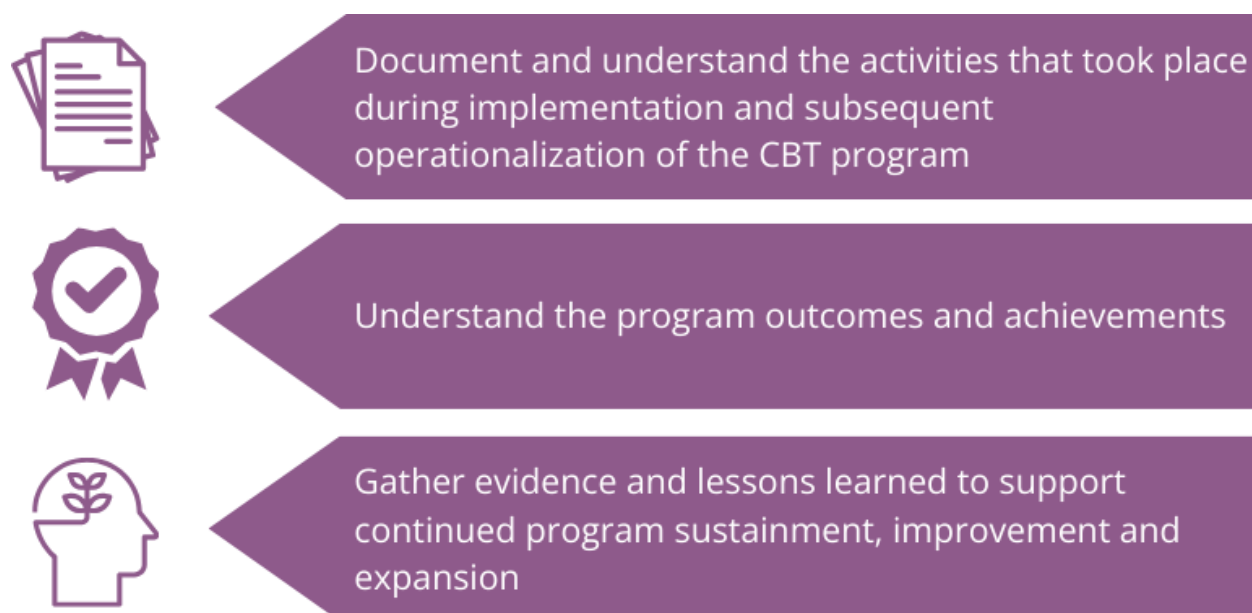 Document and understand the activities that took place
during implementation and subsequent
operationalization of the CBT program
Understand the program outcomes and achievements
Gather evidence and lessons learned to support
continued program sustainment, improvement and
expansion